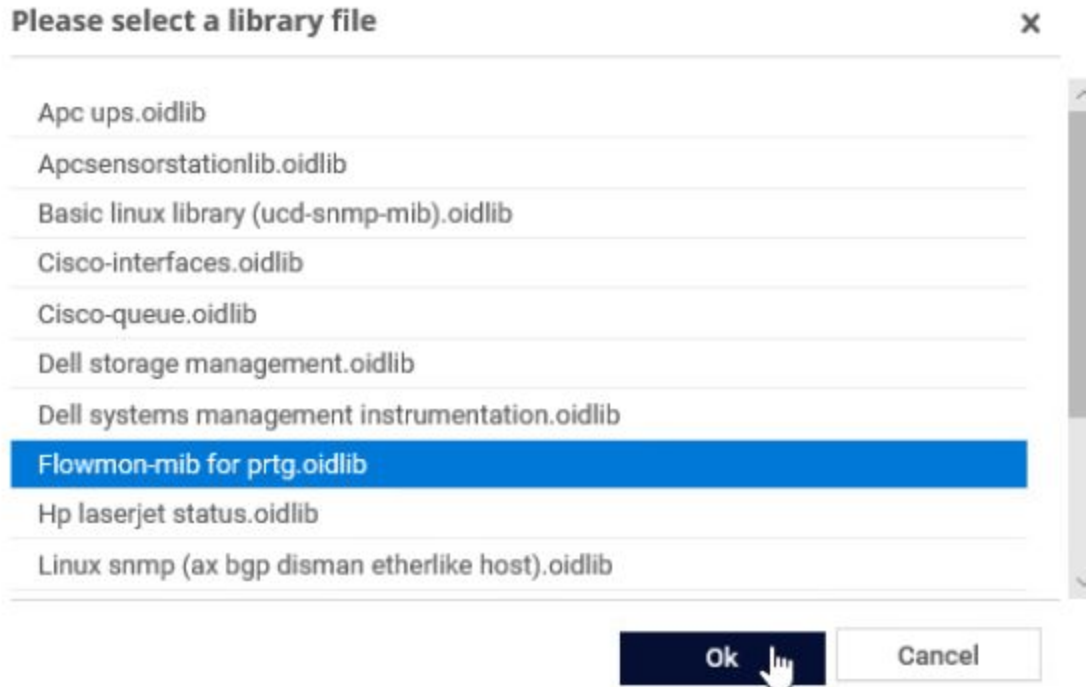 Please select a library file
Apc ups.oidlib
Apcsensorstationlib.oidlib
Basic linux library (ucd-snmp-mib).oidlib
Cisco-interfaces.oidlib
Cisco-queue.oidlib
Dell storage management.oidlib
Dell systems management instrumentation.oidlib
Flowmon-mib for prtg.oidlib
Hp laserjet status.oidlib
Linux snmp (ax bgp disman etherlike host).oidlib
Ok Cancel